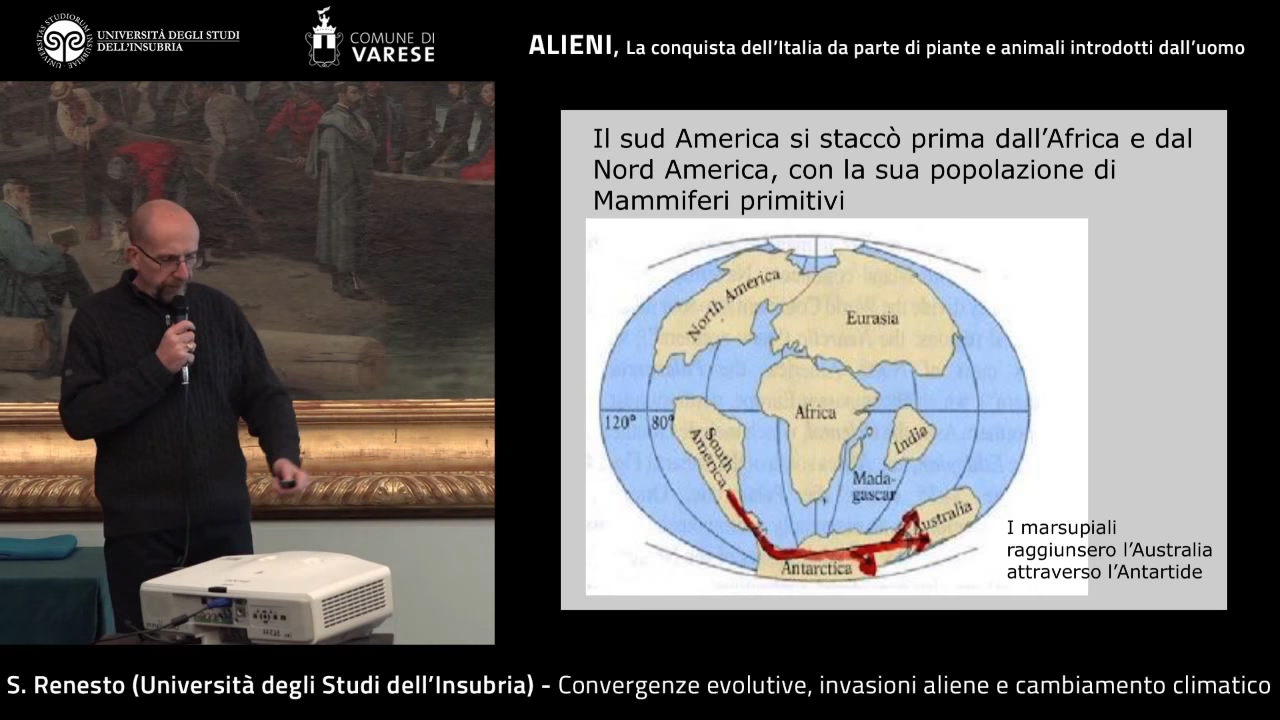 UNIVERSITÀ DEGLI STUDI
DELL'INSUBRIA
COMUNE DI
VARESE
ALIENI, La conquista dell'Italia da parte di piante e animali introdotti dall'uomo
Il sud America si staccò prima dall'Africa e dal
Nord America, con la sua popolazione di
Mammiferi primitivi
North America
Eurasia
Africa
India
120° 80°
South
America
Mada-
gascar
Australia
Antarctica
I marsupiali
raggiunsero l'Australia
attraverso l'Antartide
S. Renesto (Università degli Studi dell'Insubria) - Convergenze evolutive, invasioni aliene e cambiamento climatico